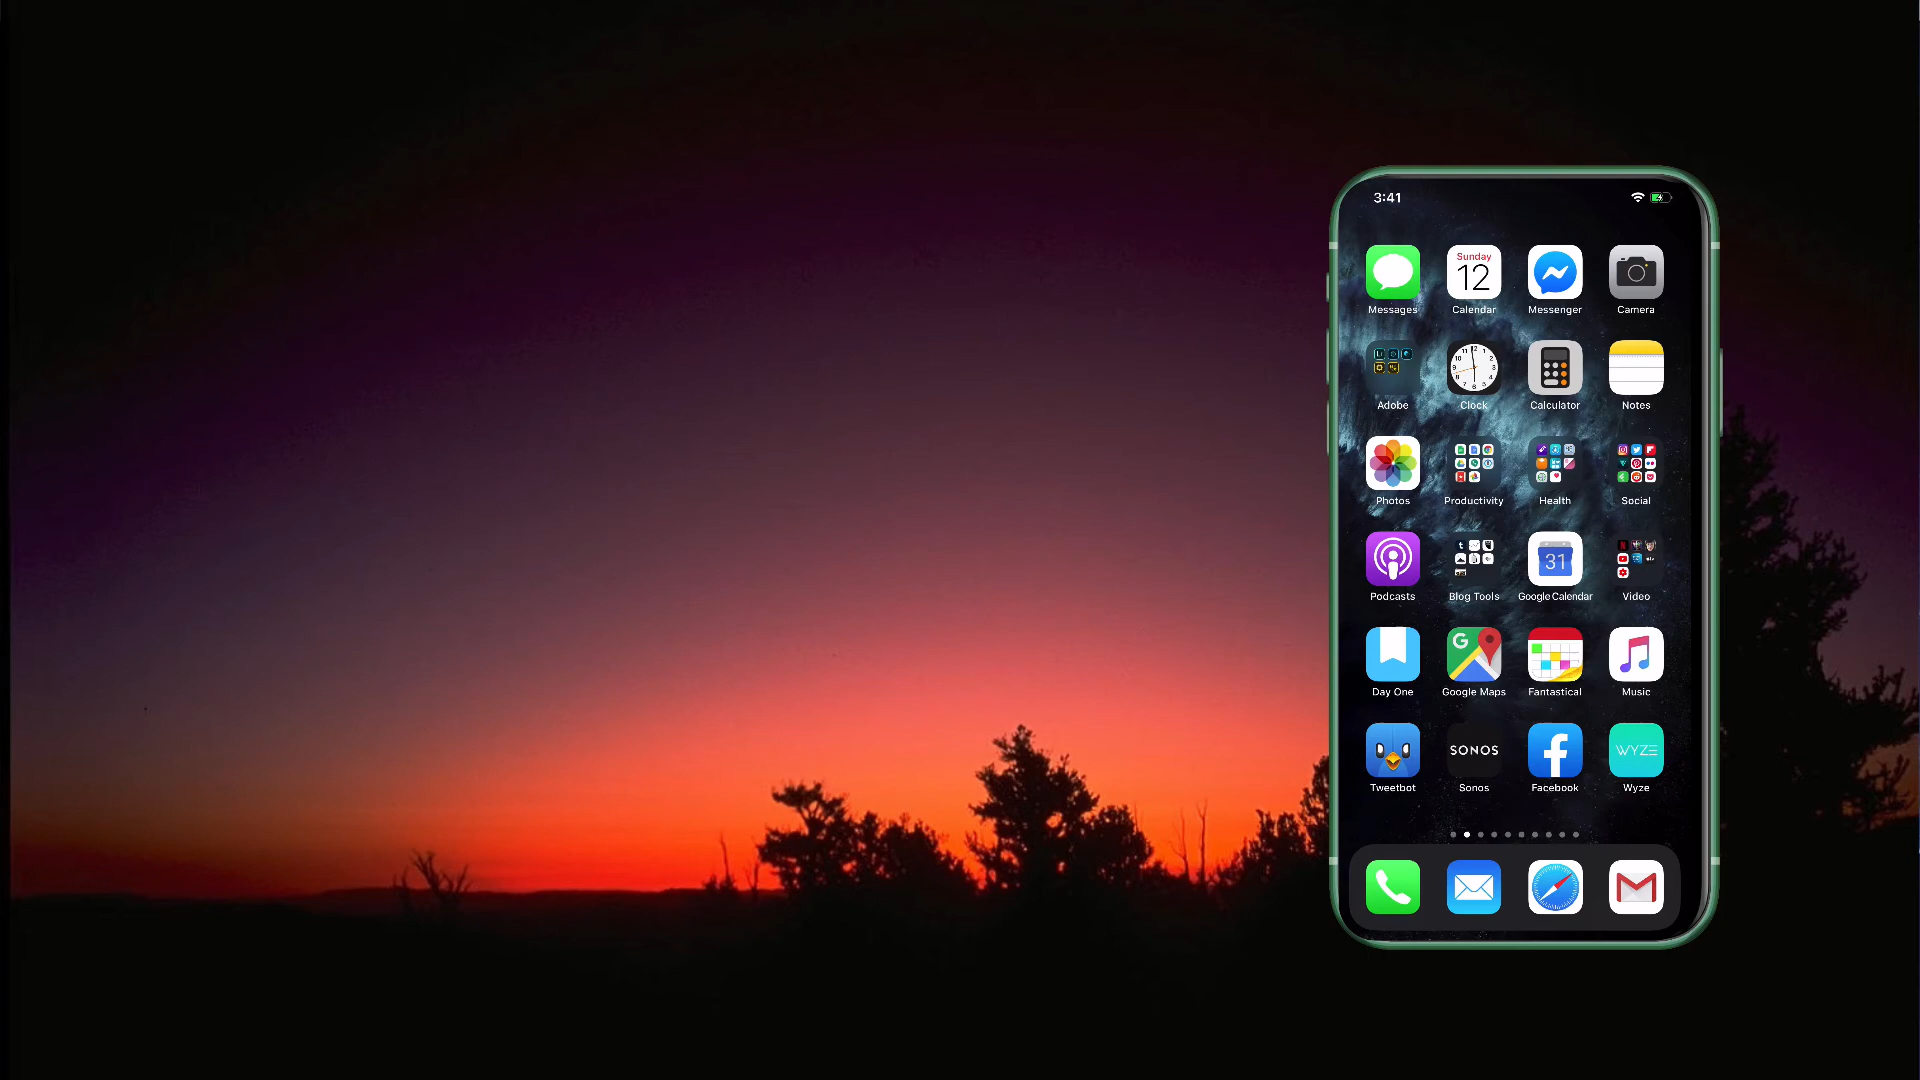 3:41
Sunday
12
Messages
Calendar
Messenger
Camera
Adobe
Clock
Calculator
Notes
Photos
Productivity
Health
Social
31
Podcasts
Blog Tools
Google Calendar
Video
G
Day One
Google Maps
Fantastical
Music
SONOS
WYZE
Tweetbot
Sonos
Facebook
Wyze